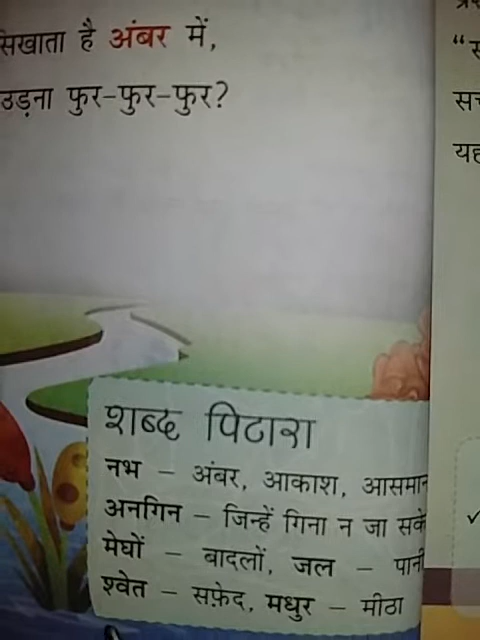 सिखाता है अंबर में,
उड़ना फुर-फुर-फुर?
शब्द पिटारा
नभ – अंबर, आकाश, आसमान
अनगिन – जिन्हें गिना न जा सके
मेघों – बादलों, जल – पानी
श्वेत – सफ़ेद, मधुर – मीठा